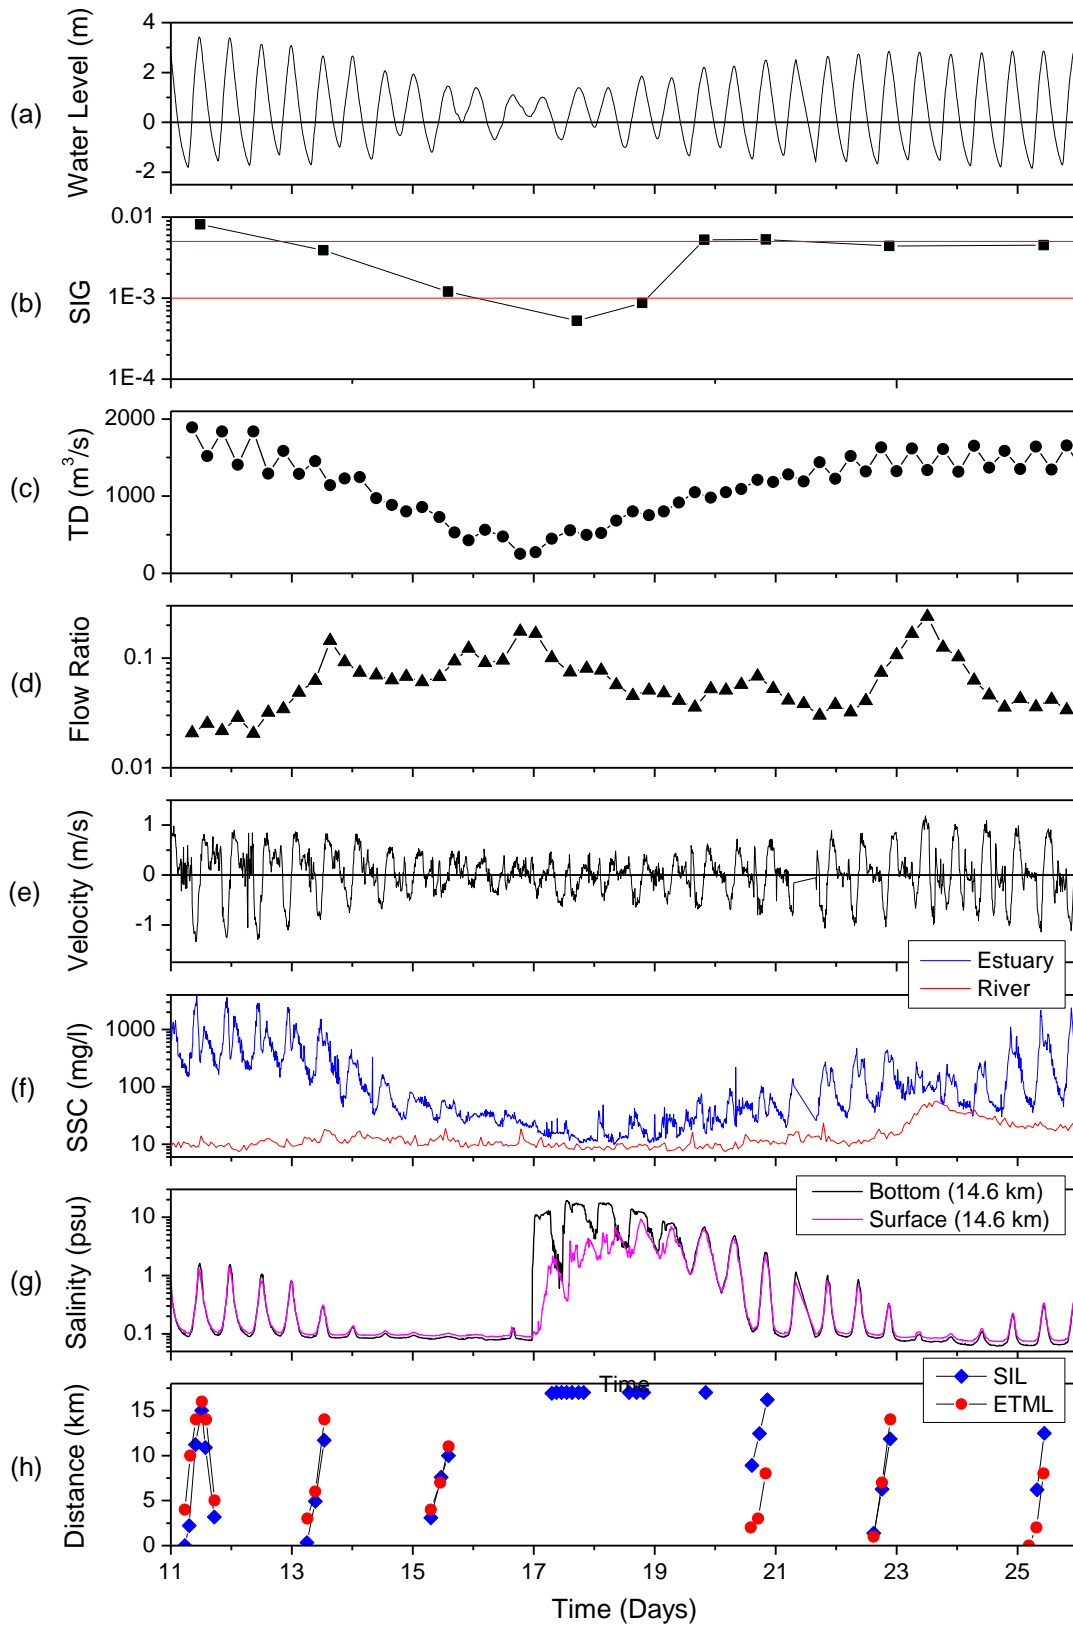 4
2
0
-2
(a)
Water Level (m)
0.01
1E-3
1E-4
(b)
SIG
2000
1000
0
(c)
TD (m³/s)
0.1
0.01
(d)
Flow Ratio
1
0
-1
(e)
Velocity (m/s)
Estuary
River
1000
100
10
(f)
SSC (mg/l)
Bottom (14.6 km)
Surface (14.6 km)
10
1
0.1
(g)
Salinity (psu)
Time
SIL
ETML
15
10
5
0
(h)
Distance (km)
11 13 15 17 19 21 23 25
Time (Days)